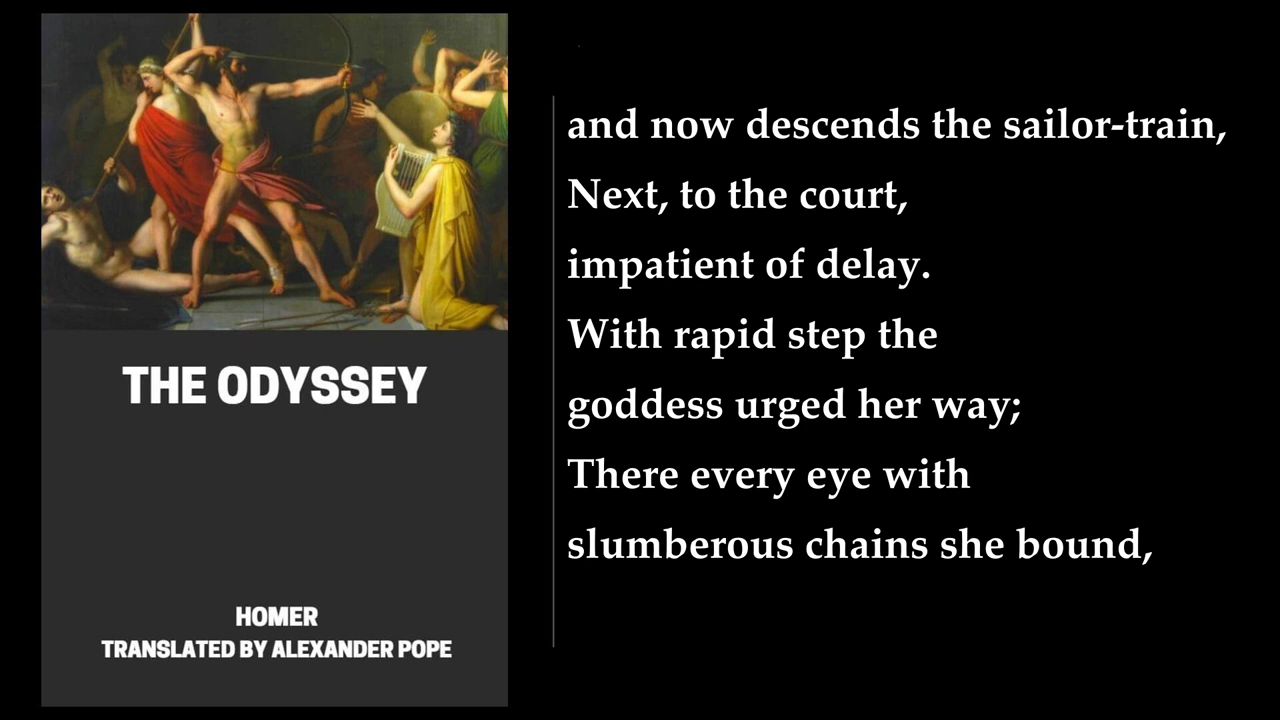 THE ODYSSEY
HOMER
TRANSLATED BY ALEXANDER POPE
and now descends the sailor-train,
Next, to the court,
impatient of delay.
With rapid step the
goddess urged her way;
There every eye with
slumberous chains she bound,